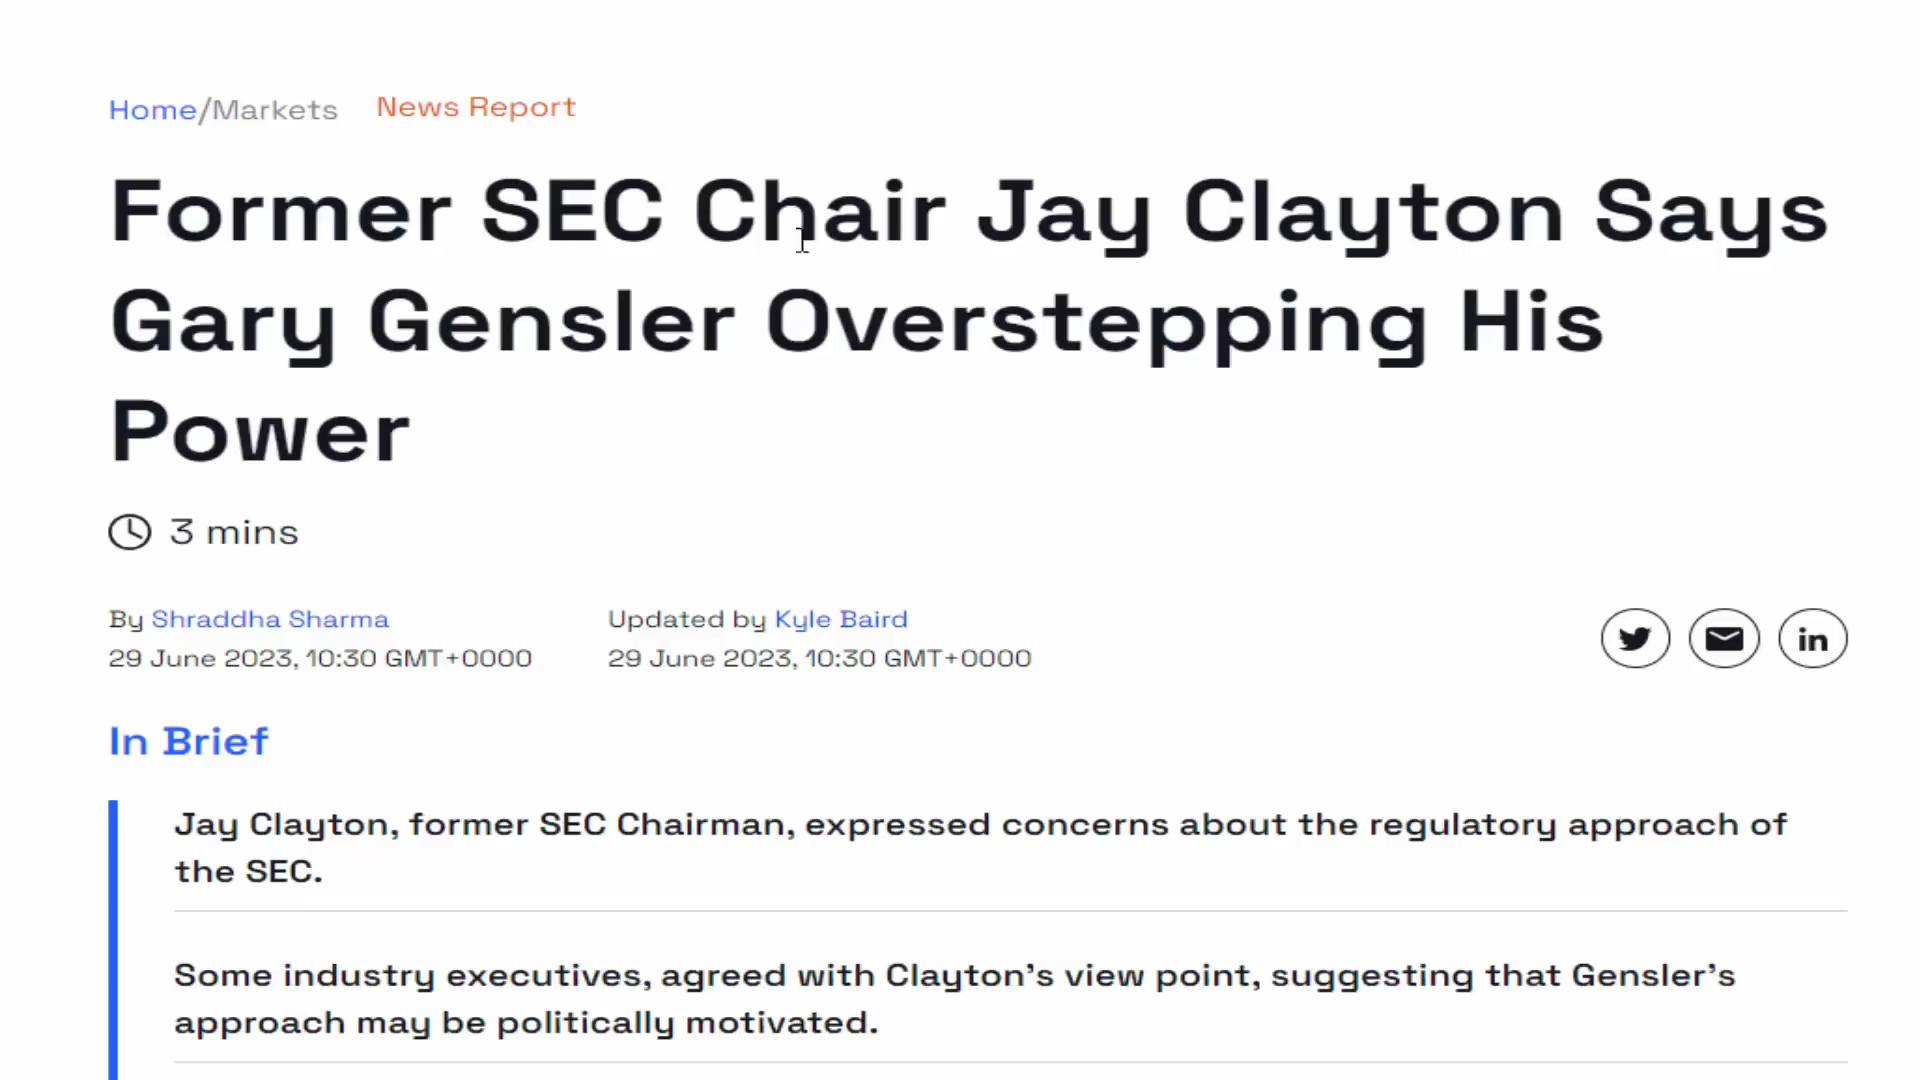 Home/Markets News Report
Former SEC Chair Jay Clayton Says
Gary Gensler Overstepping His
Power
3 mins
By Shraddha Sharma
29 June 2023, 10:30 GMT+0000
Updated by Kyle Baird
29 June 2023, 10:30 GMT+0000
in
In Brief
Jay Clayton, former SEC Chairman, expressed concerns about the regulatory approach of
the SEC.
Some industry executives, agreed with Clayton’s view point, suggesting that Gensler’s
approach may be politically motivated.